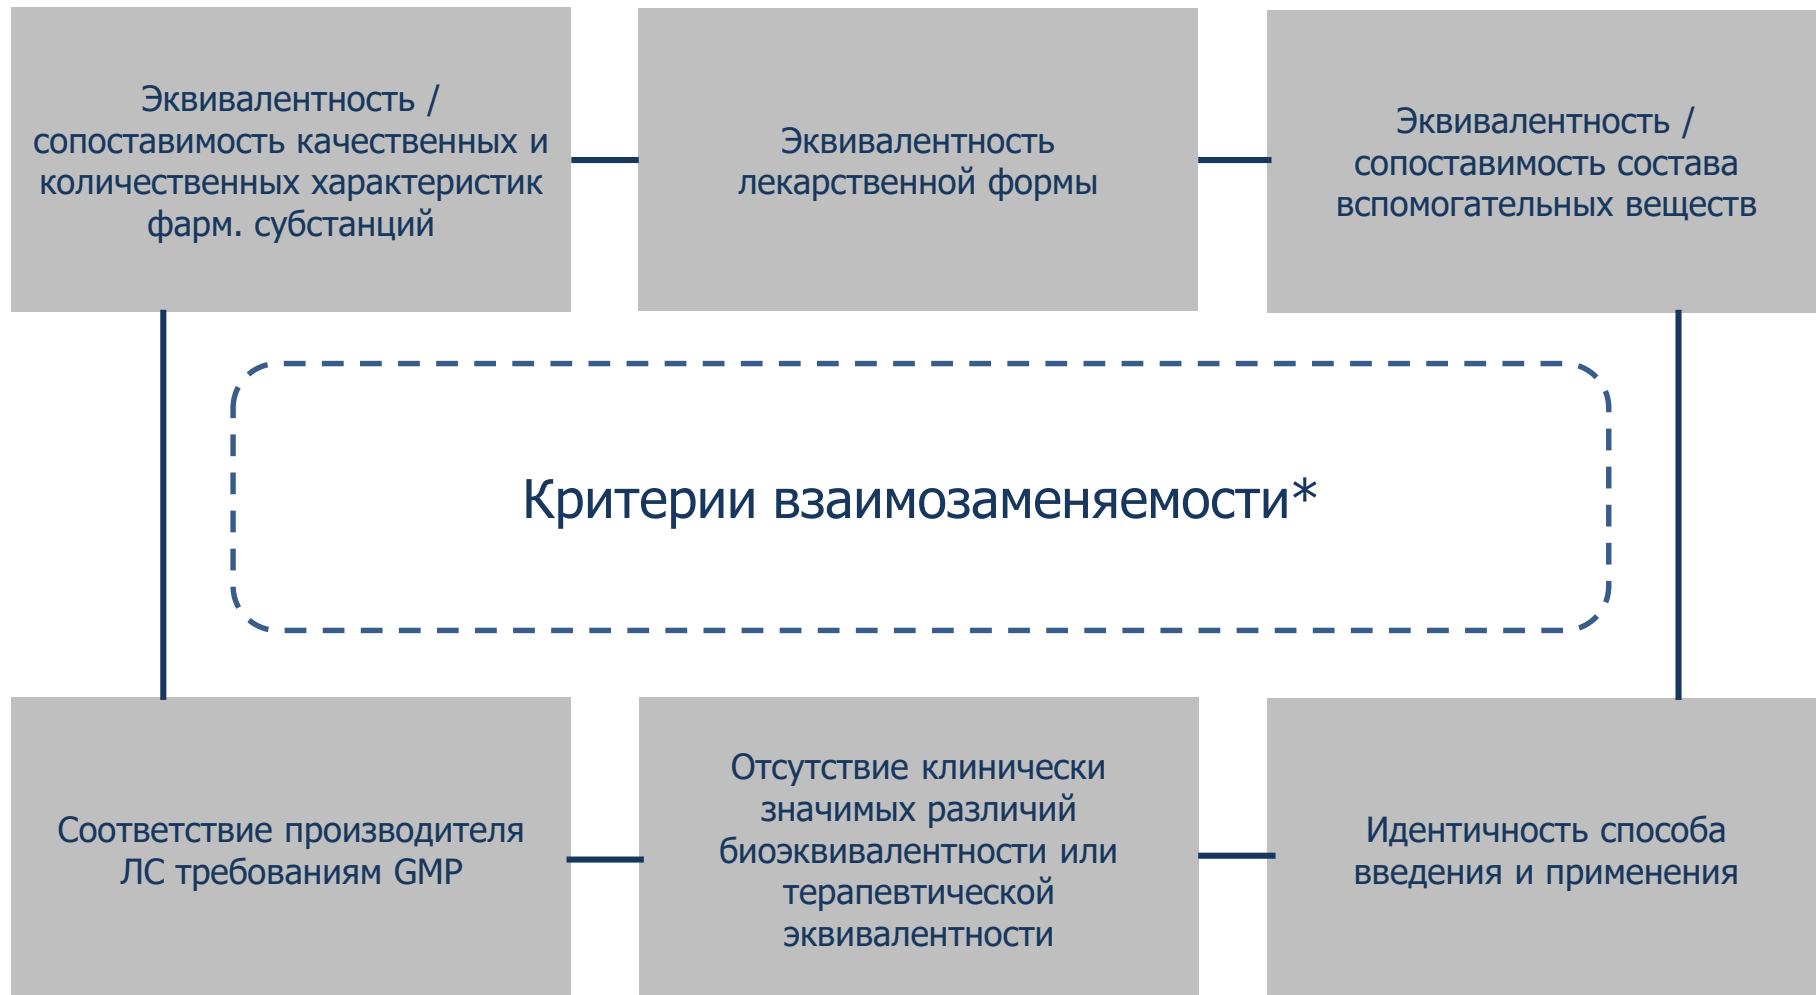 Эквивалентность /
сопоставимость качественных и
количественных характеристик
фарм. субстанций
Эквивалентность
лекарственной формы
Эквивалентность /
сопоставимость состава
вспомогательных веществ
Критерии взаимозаменяемости*
Соответствие производителя
ЛС требованиям GMP
Отсутствие клинически
значимых различий
биоэквивалентности или
терапевтической
эквивалентности
Идентичность способа
введения и применения